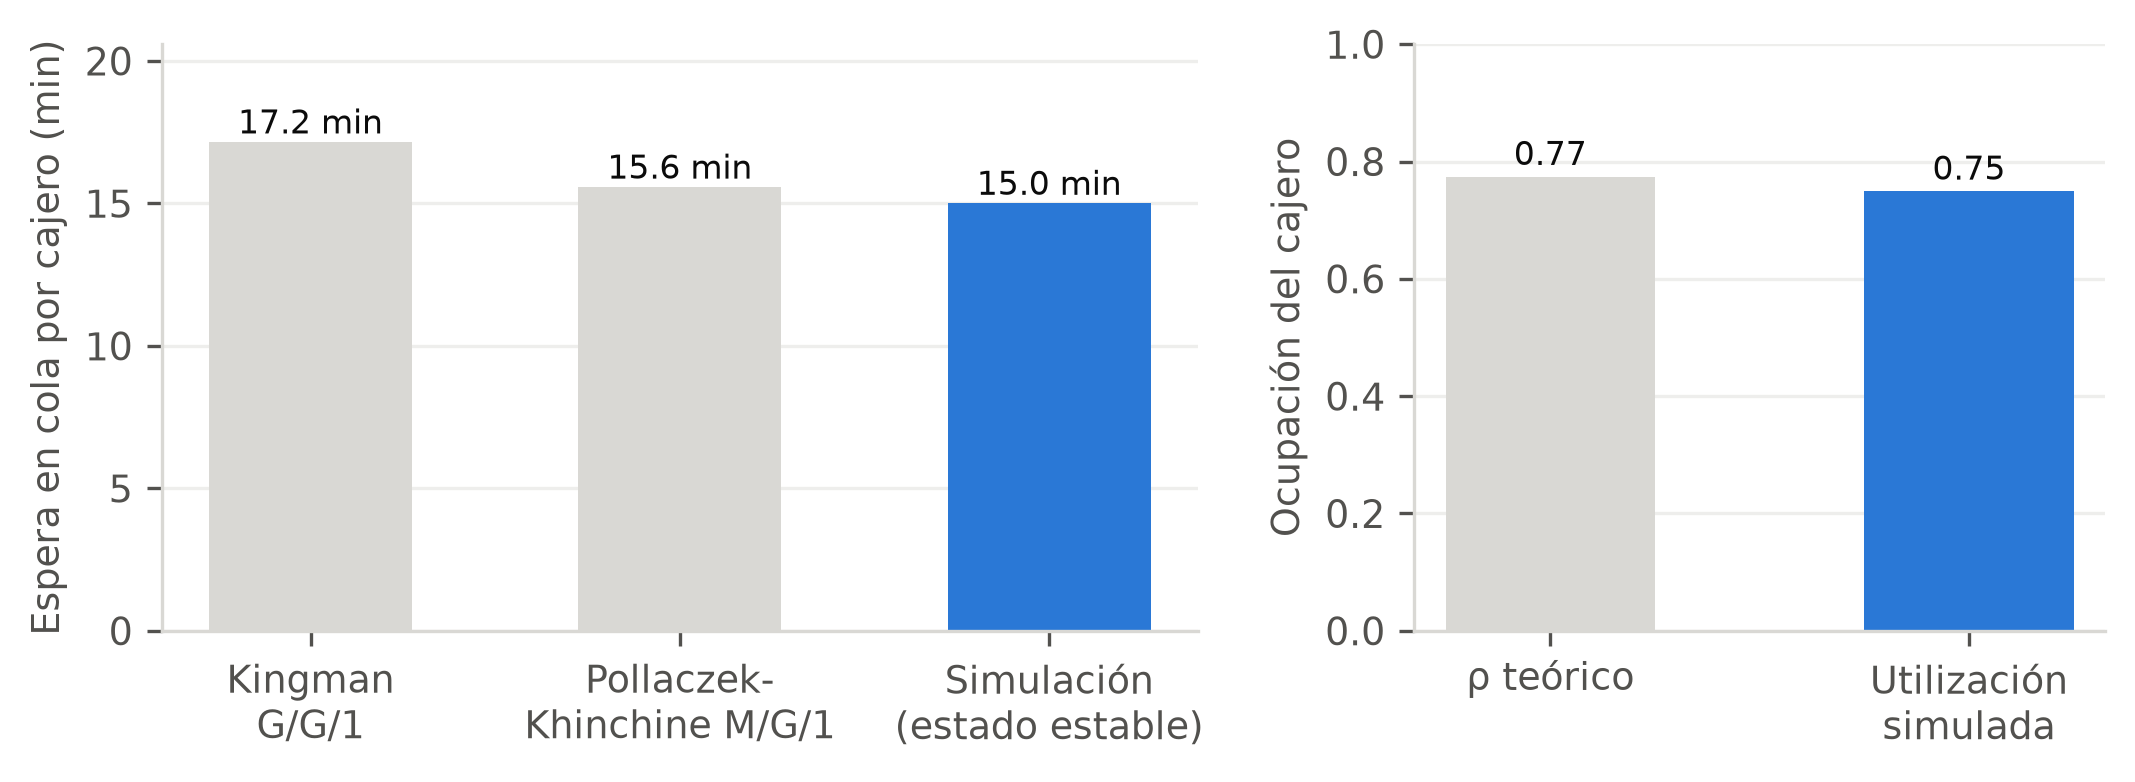 Espera en cola por cajero (min)
20
15
10
5
0
17.2 min
15.6 min
15.0 min
Kingman
G/G/1
Pollaczek-
Khinchine M/G/1
Simulación
(estado estable)
Ocupación del cajero
1.0
0.8
0.6
0.4
0.2
0.0
0.77
0.75
ρ teórico
Utilización
simulada